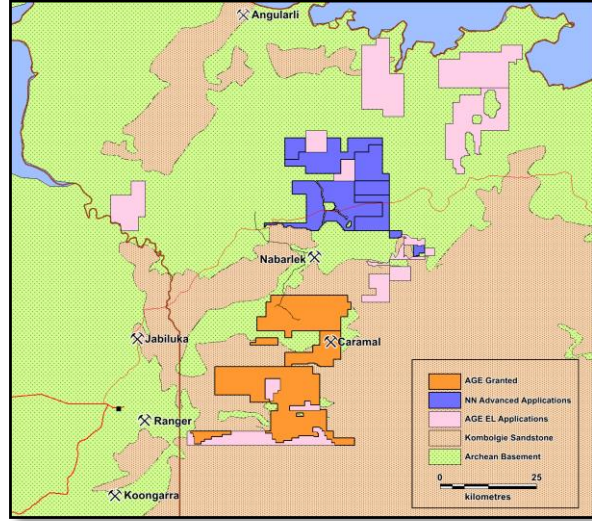 Angularli
Nabarlek
Jabiluka
Caramal
Ranger
Koongarra
AGE Granted
NN Advanced Applications
AGE EL Applications
Kombolgie Sandstone
Archean Basement
0 25
kilometres